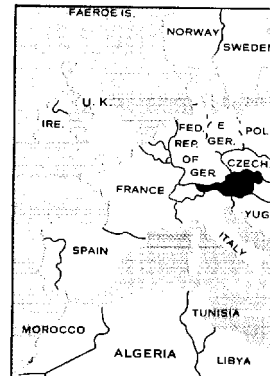 FAEROE IS.
NORWAY
SWEDEN
U. K.
IRE.
FED. E
REP. GER. POL
OF
GER. CZECH
FRANCE
YUG
ITALY
SPAIN
TUNISIA
MOROCCO
ALGERIA
LIBYA